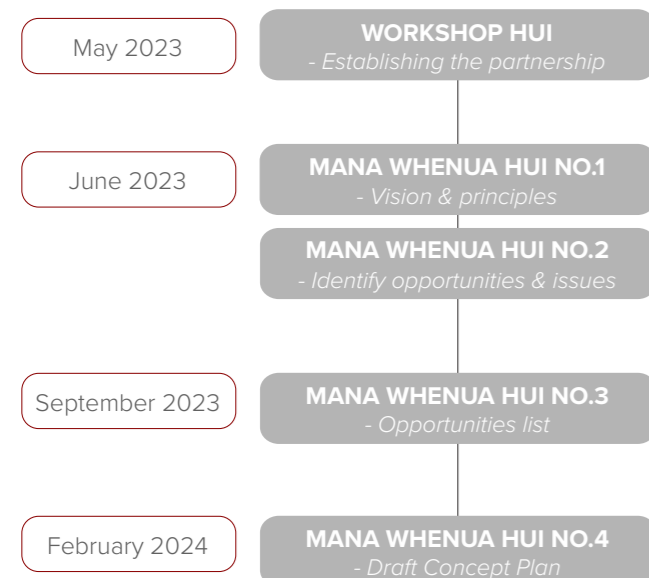 May 2023
WORKSHOP HUI
- Establishing the partnership
June 2023
MANA WHENUA HUI NO.1
- Vision & principles
MANA WHENUA HUI NO.2
- Identify opportunities & issues
September 2023
MANA WHENUA HUI NO.3
- Opportunities list
February 2024
MANA WHENUA HUI NO.4
- Draft Concept Plan